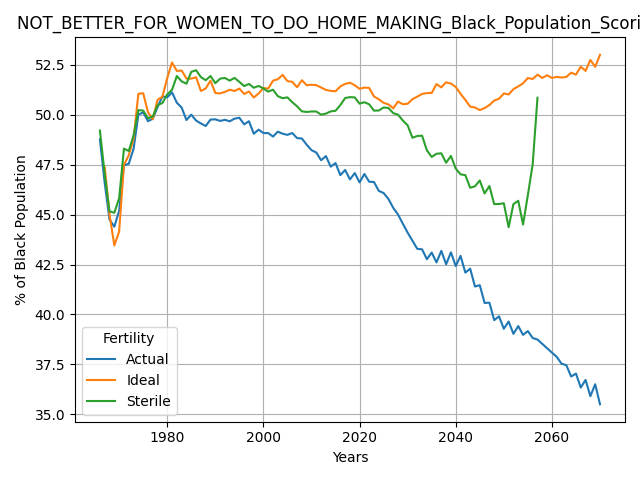 NOT_BETTER_FOR_WOMEN_TO_DO_HOME_MAKING_Black_Population_Scori
52.5
50.0
47.5
45.0
42.5
40.0
37.5
35.0
% of Black Population
Fertility
Actual
Ideal
Sterile
1980 2000 2020 2040 2060
Years